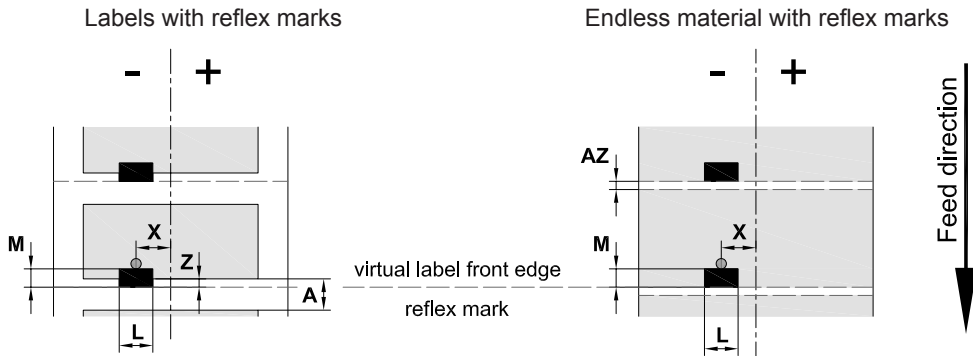 Labels with reflex marks
Endless material with reflex marks
- +
- +
AZ
Feed direction
X
X
M
Z
M
virtual label front edge
A
reflex mark
L
L